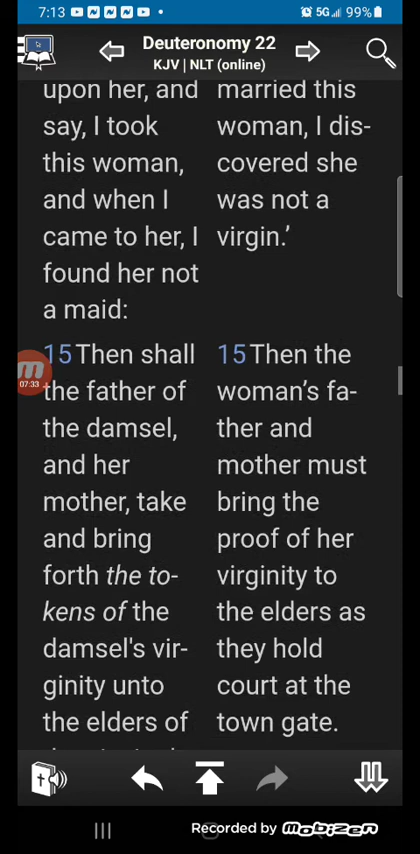 7:13 5G 99%
Deuteronomy 22
KJV | NLT (online)
upon her, and
say, I took
this woman,
and when I
came to her, I
found her not
a maid:
15 Then shall
the father of
the damsel,
and her
mother, take
and bring
forth the to-
kens of the
damsel's vir-
ginity unto
the elders of
married this
woman, I dis-
covered she
was not a
virgin.’
15 Then the
woman’s fa-
ther and
mother must
bring the
proof of her
virginity to
the elders as
they hold
court at the
town gate.
07:33
Recorded by mobizen